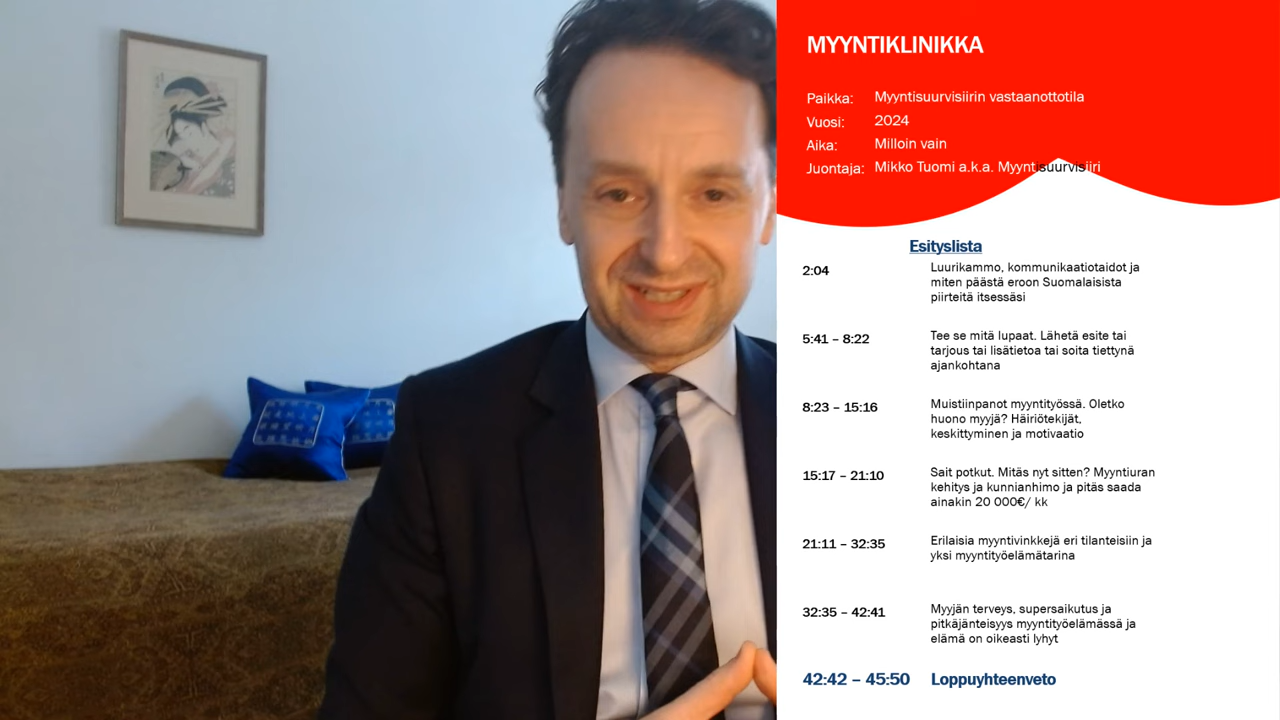 MYYNTIKLINIKKA
Paikka: Myyntisuurvisiirin vastaanottotila
Vuosi: 2024
Aika: Milloin vain
Juontaja: Mikko Tuomi a.k.a. Myyntisuurvisiiri
Esityslista
2:04 Luurikammo, kommunikaatiotaidot ja
miten päästä eroon Suomalaisista
piirteitä itsessäsi
5:41 – 8:22 Tee se mitä lupaat. Lähetä esite tai
tarjous tai lisätietoa tai soita tiettynä
ajankohtana
8:23 – 15:16 Muistiinpanot myyntityössä. Oletko
huono myyjä? Häiriötekijät,
keskittyminen ja motivaatio
15:17 – 21:10 Sait potkut. Mitäs nyt sitten? Myyntiuran
kehitys ja kunnianhimo ja pitäs saada
ainakin 20 000€/ kk
21:11 – 32:35 Erilaisia myyntivinkkejä eri tilanteisiin ja
yksi myyntityöelämätarina
32:35 – 42:41 Myyjän terveys, supersaikutus ja
pitkäjänteisyys myyntityöelämässä ja
elämä on oikeasti lyhyt
42:42 – 45:50 Loppuyhteenveto